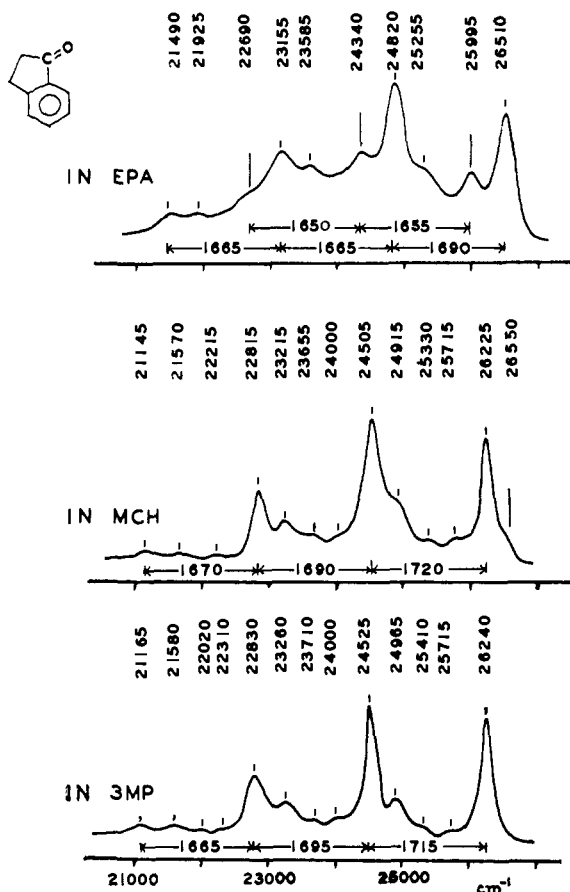 O
21490 21925 22690 23155 23585 24340 24820 25255 25995 26510
IN EPA
1650 1655
1665 1665 1690
21145 21570 22215 22815 23215 23655 24000 24505 24915 25330 25715 26225 26550
IN MCH
1670 1690 1720
21165 21580 22020 22310 22830 23260 23710 24000 24525 24965 25410 25715 26240
IN 3MP
1665 1695 1715
21000 23000 25000 cm⁻¹